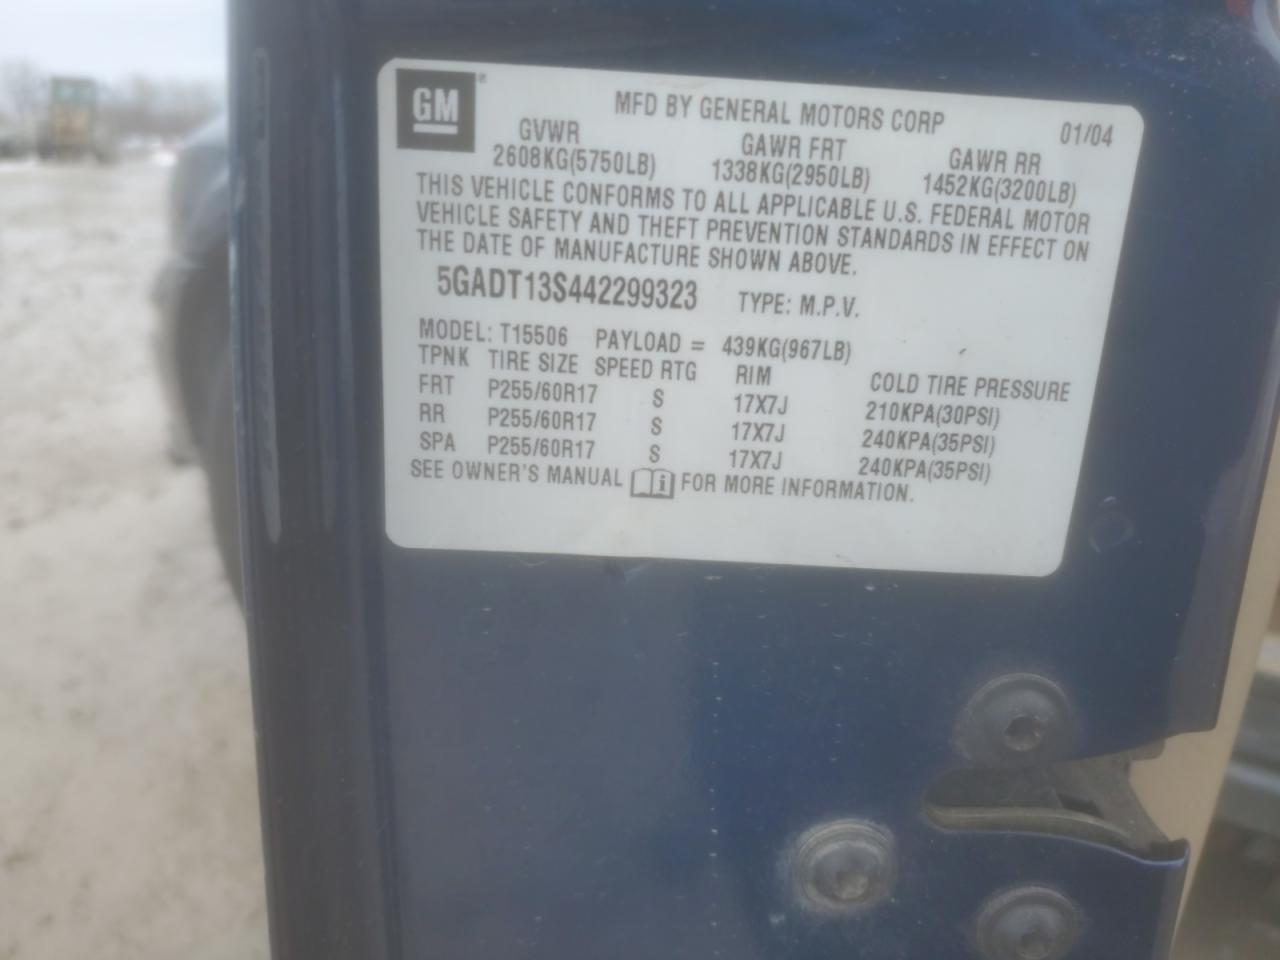 GM®
MFD BY GENERAL MOTORS CORP 01/04
GVWR GAWR FRT GAWR RR
2608KG(5750LB) 1338KG(2950LB) 1452KG(3200LB)
THIS VEHICLE CONFORMS TO ALL APPLICABLE U.S. FEDERAL MOTOR
VEHICLE SAFETY AND THEFT PREVENTION STANDARDS IN EFFECT ON
THE DATE OF MANUFACTURE SHOWN ABOVE.
5GADT13S442299323 TYPE: M.P.V.
MODEL: T15506 PAYLOAD = 439KG(967LB)
TPNK TIRE SIZE SPEED RTG RIM COLD TIRE PRESSURE
FRT P255/60R17 S 17X7J 210KPA(30PSI)
RR P255/60R17 S 17X7J 240KPA(35PSI)
SPA P255/60R17 S 17X7J 240KPA(35PSI)
SEE OWNER'S MANUAL i FOR MORE INFORMATION.